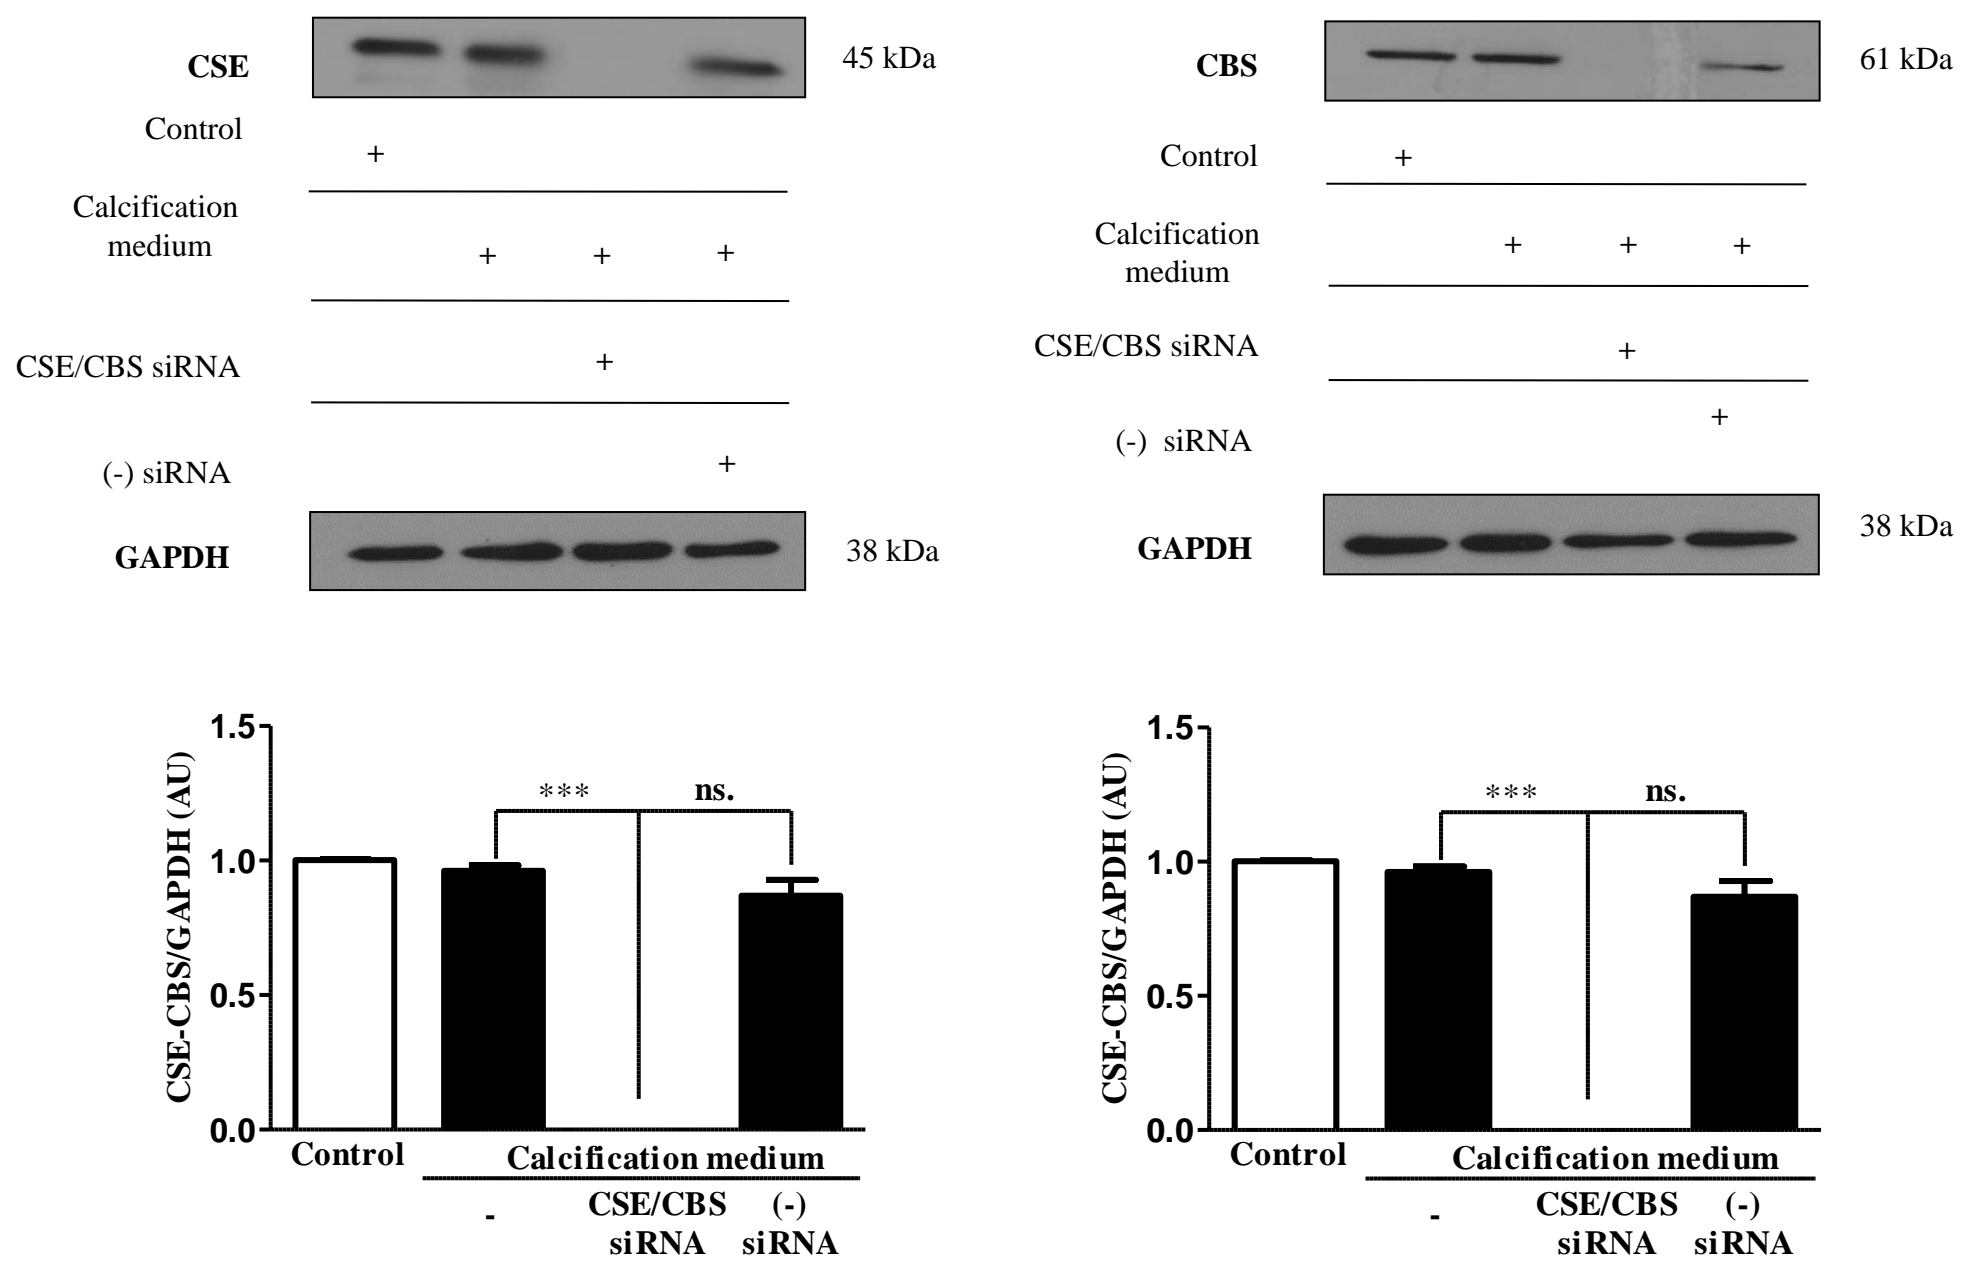 CSE
45 kDa
Control
+
Calcification
medium
+ + +
CSE/CBS siRNA
+
(-) siRNA
+
GAPDH
38 kDa
CBS
61 kDa
Control
+
Calcification
medium
+ + +
CSE/CBS siRNA
+
(-) siRNA
+
GAPDH
38 kDa
CSE-CBS/GAPDH (AU)
1.5
1.0
0.5
0.0
*** ns.
Control
Calcification medium
- CSE/CBS (-)
siRNA siRNA
CSE-CBS/GAPDH (AU)
1.5
1.0
0.5
0.0
*** ns.
Control
Calcification medium
- CSE/CBS (-)
siRNA siRNA